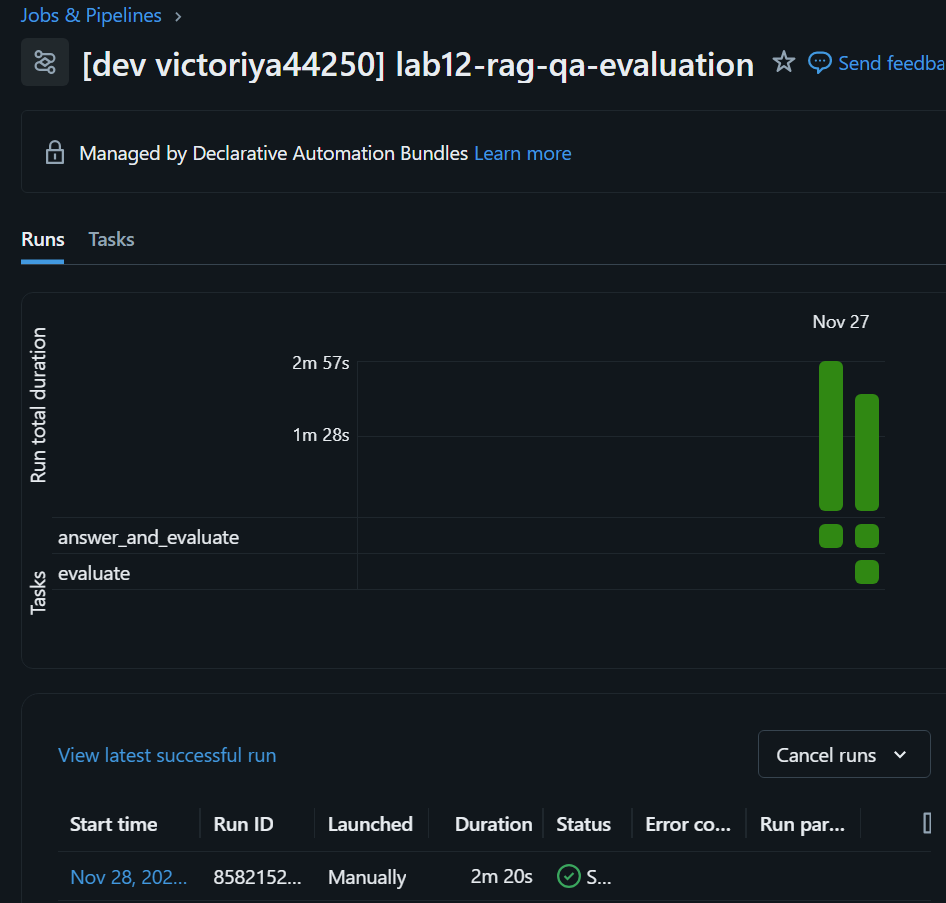 Jobs & Pipelines
[dev victoriya44250] lab12-rag-qa-evaluation Send feedba
Managed by Declarative Automation Bundles Learn more
Runs Tasks
Nov 27
Run total duration
2m 57s
1m 28s
Tasks
answer_and_evaluate
evaluate
View latest successful run Cancel runs
Start time Run ID Launched Duration Status Error co... Run par...
Nov 28, 202... 8582152... Manually 2m 20s S...